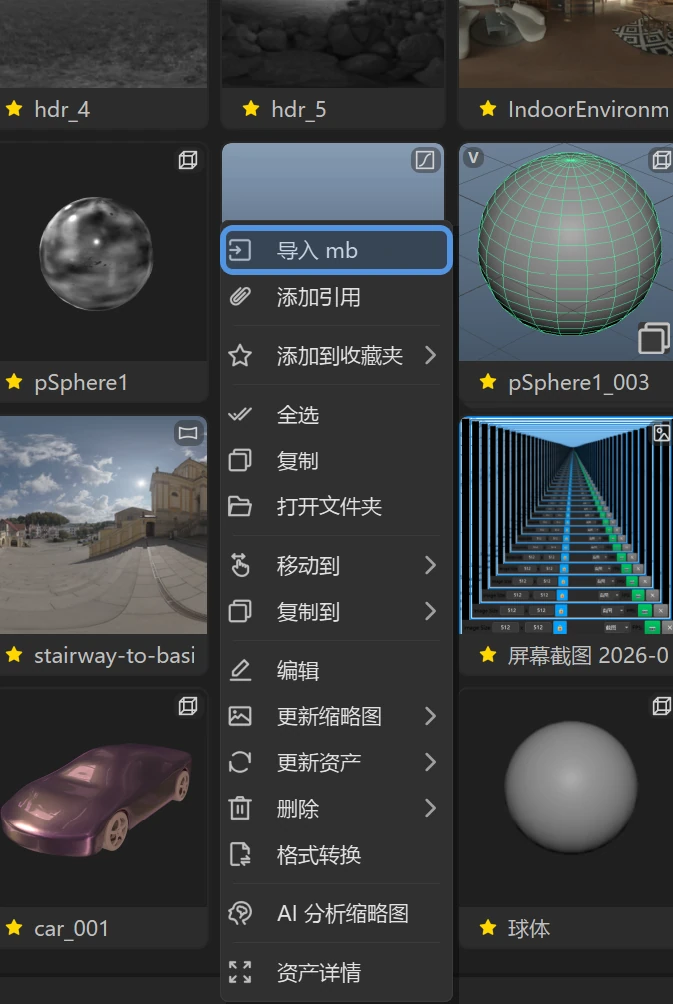 hdr_4
hdr_5
IndoorEnvironm
V
导入 mb
添加引用
添加到收藏夹
pSphere1
pSphere1_003
全选
复制
打开文件夹
移动到
复制到
stairway-to-basi
屏幕截图 2026-0
编辑
更新缩略图
更新资产
删除
格式转换
AI 分析缩略图
car_001
球体
资产详情